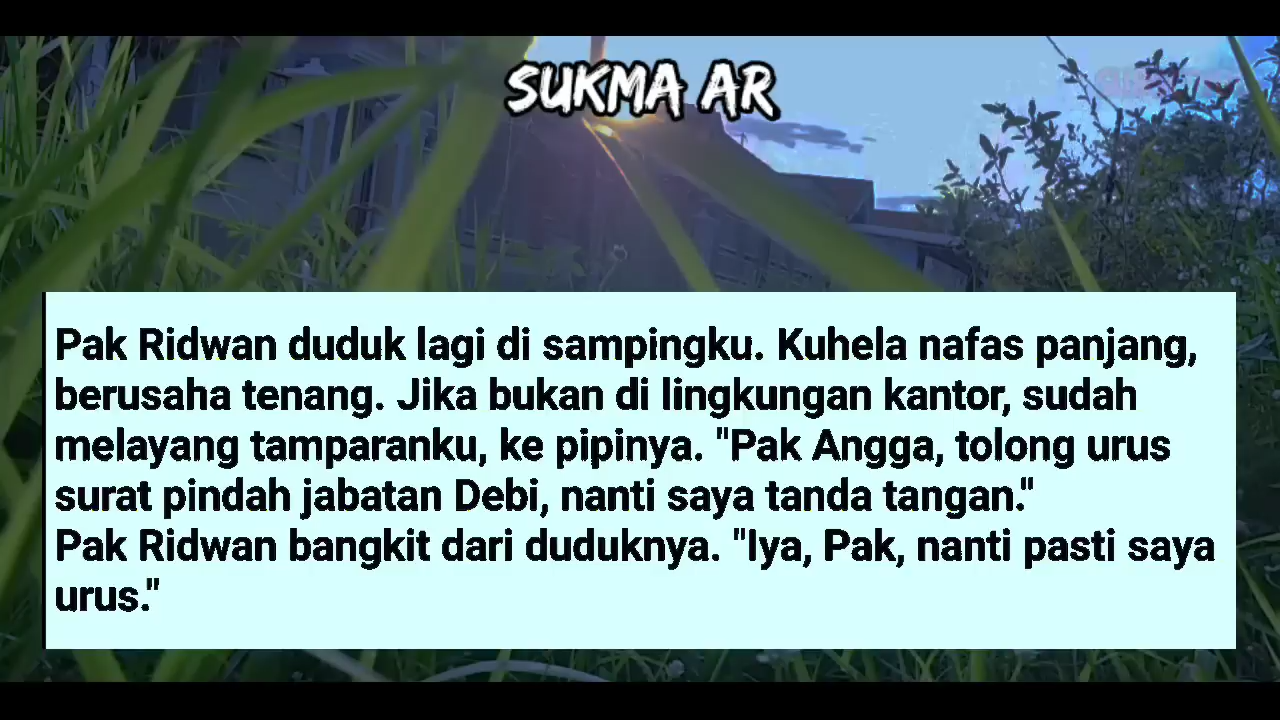 SUKMA AR
Pak Ridwan duduk lagi di sampingku. Kuhela nafas panjang,
berusaha tenang. Jika bukan di lingkungan kantor, sudah
melayang tamparanku, ke pipinya. "Pak Angga, tolong urus
surat pindah jabatan Debi, nanti saya tanda tangan."
Pak Ridwan bangkit dari duduknya. "Iya, Pak, nanti pasti saya
urus."